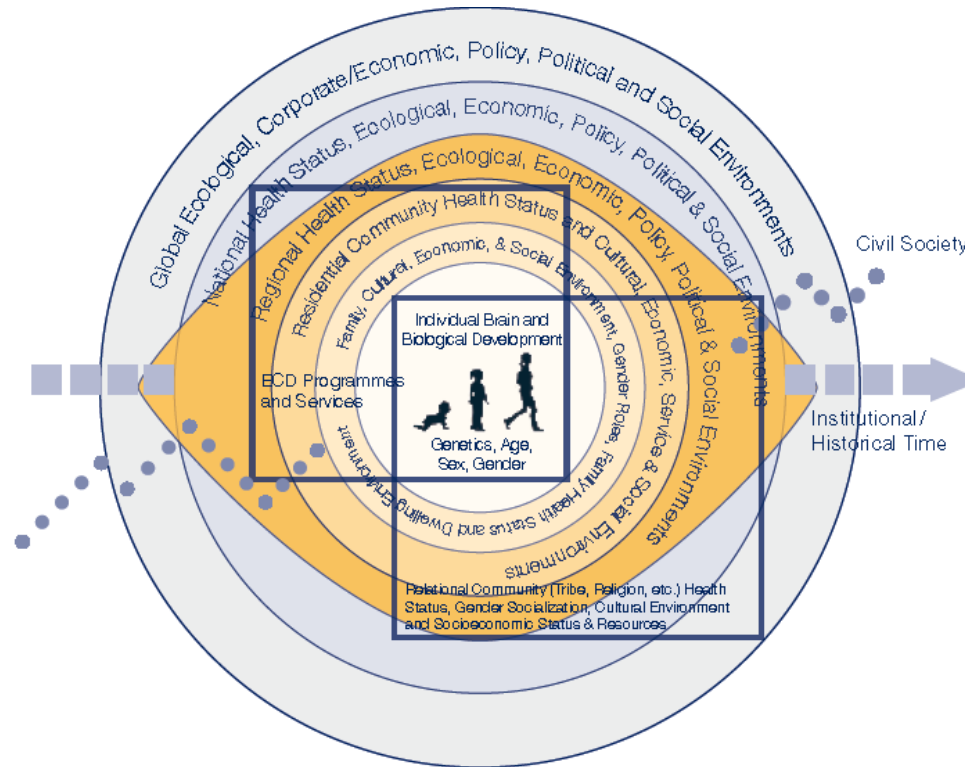 Global Ecological, Corporate/Economic, Policy, Political and Social Environments
National Health Status, Ecological, Economic, Policy, Political & Social Environments
Regional Health Status, Ecological, Economic, Policy, Political & Social Environments
Residential Community Health Status and Cultural, Economic, Service & Social Environments
Family, Cultural, Economic, & Social Environment, Gender Roles, Family Health Status and Dwelling Environment
Civil Society
Individual Brain and
Biological Development
ECD Programmes
and Services
Institutional/
Historical Time
Genetics, Age,
Sex, Gender
Relational Community (Tribe, Religion, etc.) Health
Status, Gender Socialization, Cultural Environment
and Socioeconomic Status & Resources